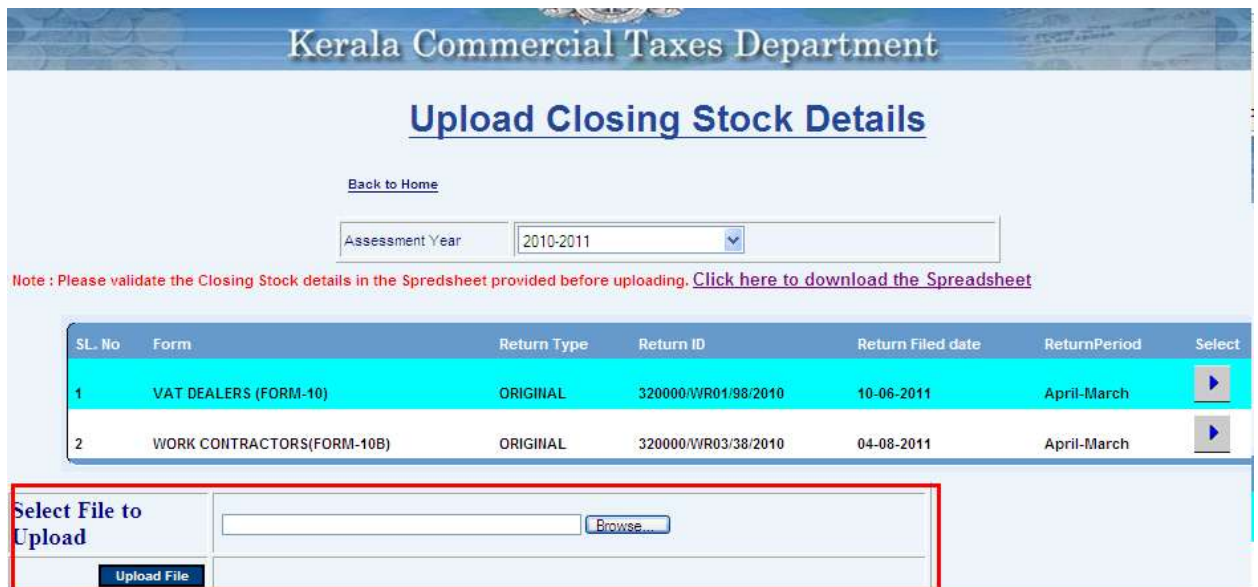 Kerala Commercial Taxes Department
Upload Closing Stock Details
Back to Home
Assessment Year 2010-2011
Note : Please validate the Closing Stock details in the Spredsheet provided before uploading. Click here to download the Spreadsheet
SL. No Form Return Type Return ID Return Filed date ReturnPeriod Select
1 VAT DEALERS (FORM-10) ORIGINAL 320000/WR01/98/2010 10-06-2011 April-March
2 WORK CONTRACTORS(FORM-10B) ORIGINAL 320000/WR03/38/2010 04-08-2011 April-March
Select File to
Upload
Browse...
Upload File